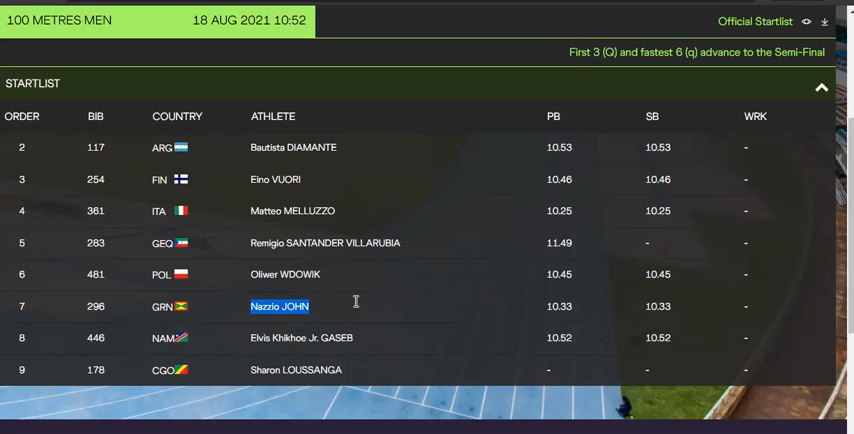 100 METRES MEN 18 AUG 2021 10:52 Official Startlist
First 3 (Q) and fastest 6 (q) advance to the Semi-Final
STARTLIST
ORDER BIB COUNTRY ATHLETE PB SB WRK
2 117 ARG Bautista DIAMANTE 10.53 10.53 -
3 254 FIN Eino VUORI 10.46 10.46 -
4 361 ITA Matteo MELLUZZO 10.25 10.25 -
5 283 GEQ Remigio SANTANDER VILLARUBIA 11.49 - -
6 481 POL Oliwer WDOWIK 10.45 10.45 -
7 296 GRN Nazzio JOHN 10.33 10.33 -
8 446 NAM Elvis Khikhoe Jr. GASEB 10.52 10.52 -
9 178 CGO Sharon LOUSSANGA - - -